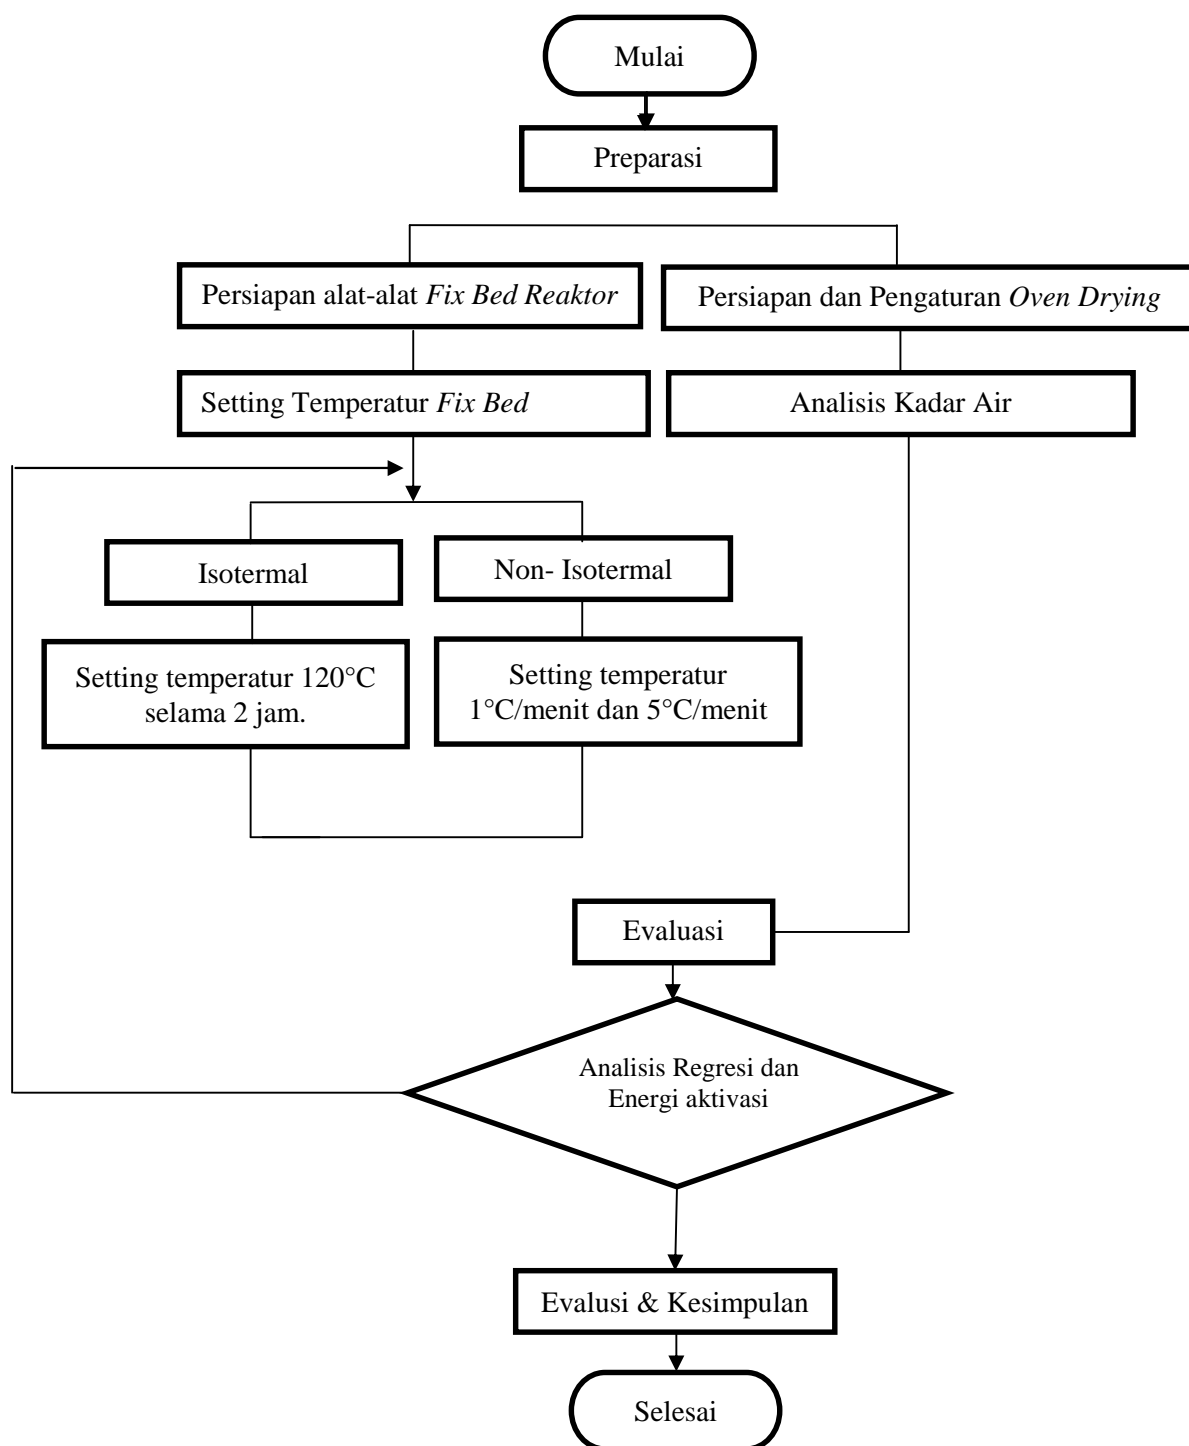 Mulai
Preparasi
Persiapan alat-alat Fix Bed Reaktor
Persiapan dan Pengaturan Oven Drying
Setting Temperatur Fix Bed
Analisis Kadar Air
Isotermal
Non- Isotermal
Setting temperatur 120°C
selama 2 jam.
Setting temperatur
1°C/menit dan 5°C/menit
Evaluasi
Analisis Regresi dan
Energi aktivasi
Evalusi & Kesimpulan
Selesai